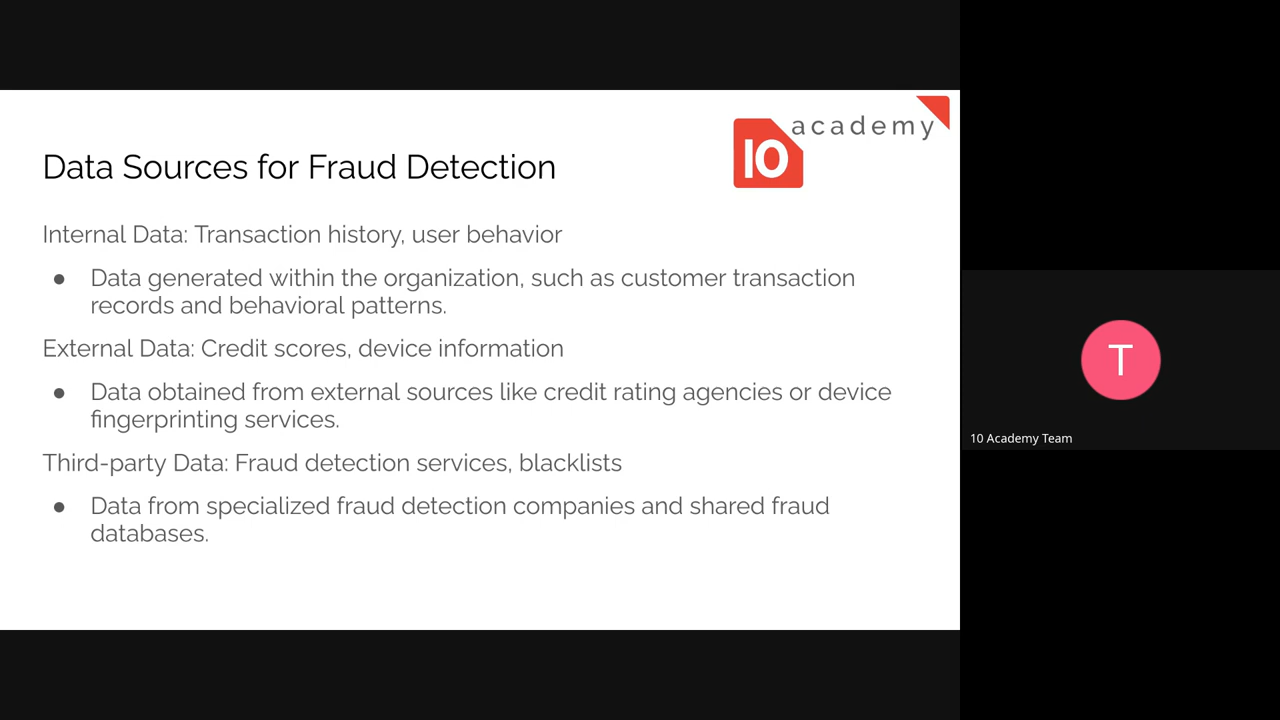 academy
10
Data Sources for Fraud Detection
Internal Data: Transaction history, user behavior
● Data generated within the organization, such as customer transaction
records and behavioral patterns.
External Data: Credit scores, device information
● Data obtained from external sources like credit rating agencies or device
fingerprinting services.
Third-party Data: Fraud detection services, blacklists
● Data from specialized fraud detection companies and shared fraud
databases.
T
10 Academy Team